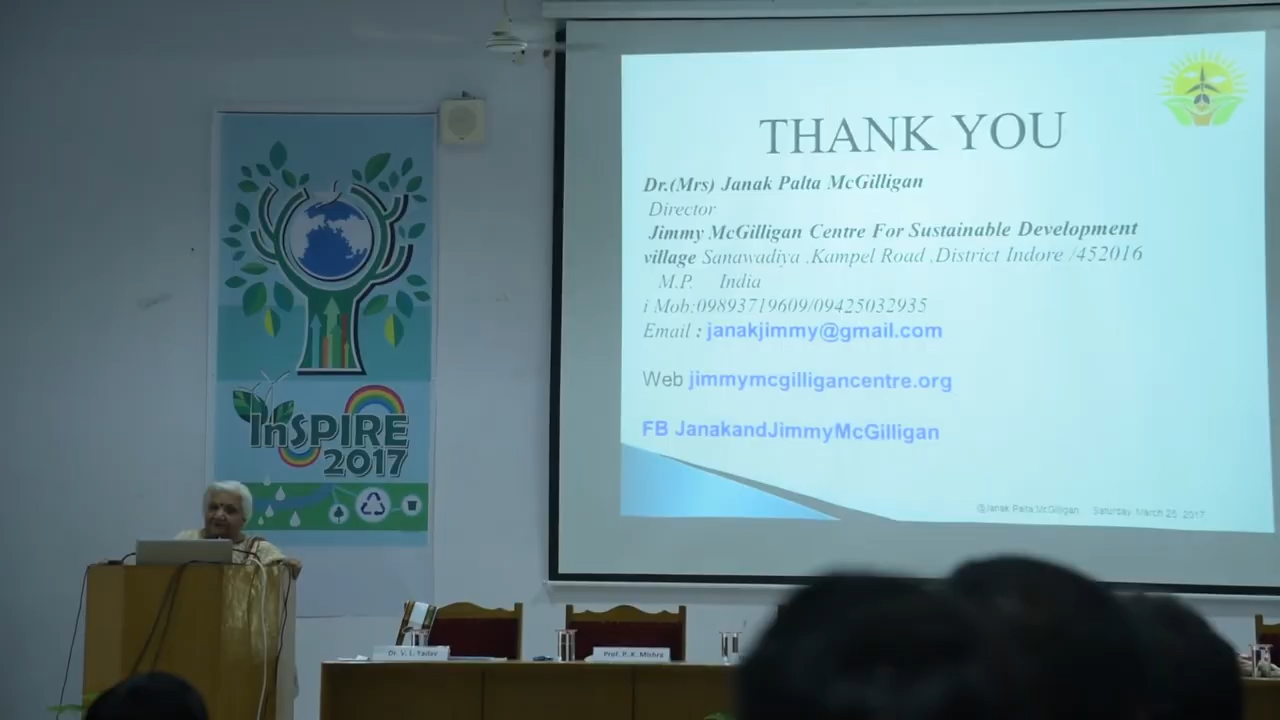 THANK YOU
Dr.(Mrs) Janak Palta McGilligan
Director
Jimmy McGilligan Centre For Sustainable Development
village Sanawadiya ,Kampel Road ,District Indore /452016
M.P. India
i Mob:09893719609/09425032935
Email : janakjimmy@gmail.com
Web jimmymcgilligancentre.org
FB JanakandJimmyMcGilligan
@Janak Palta McGilligan Saturday, March 25, 2017
InSPIRE
2017
Dr. V. L. Yadav
Prof. P. K. Mishra